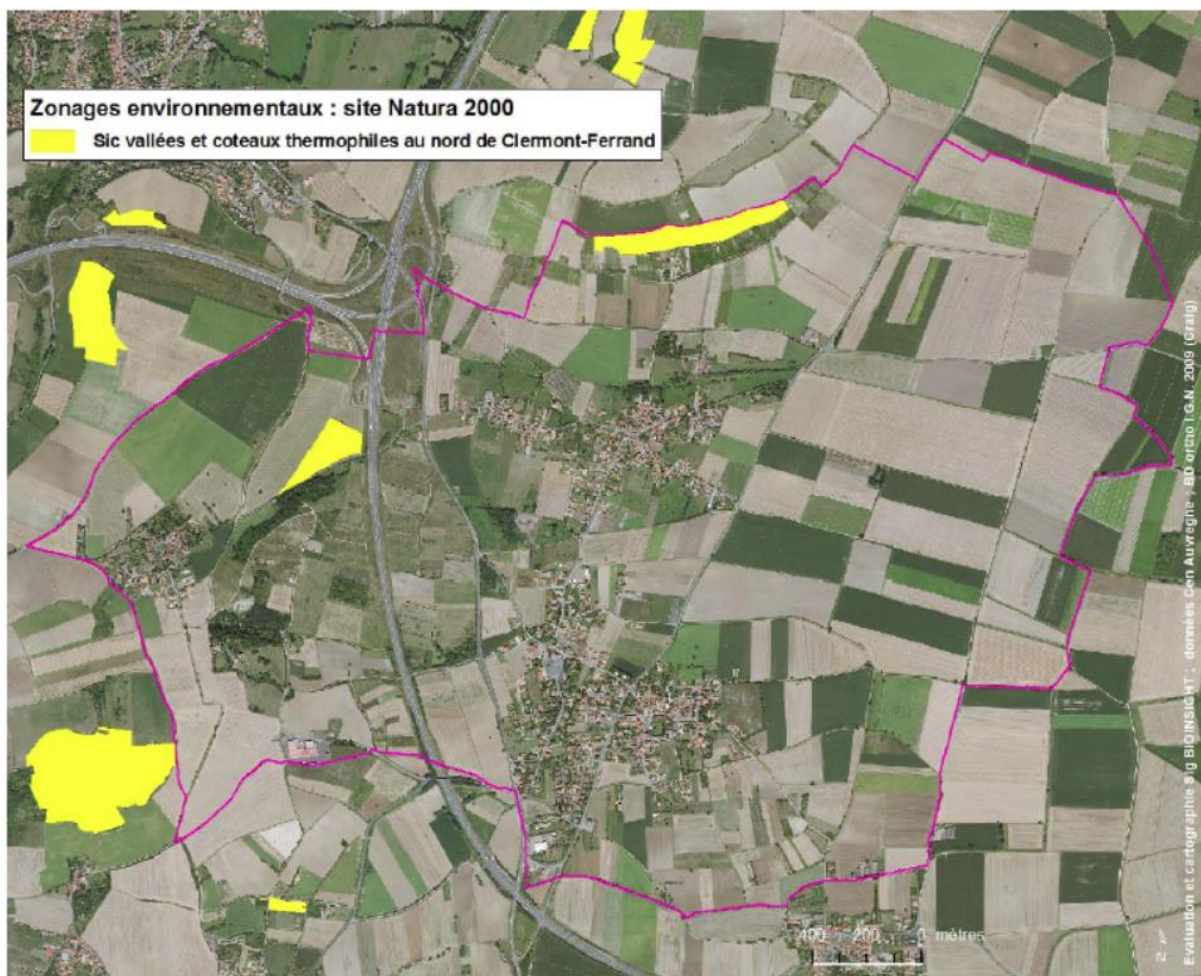 Zonages environnementaux : site Natura 2000
Sic vallées et coteaux thermophiles au nord de Clermont-Ferrand
Evaluation et cartographie Sig BIOINSIGHT : données Cen Auvregne : BD ortho I.G.N. 2009 (Craig)
400 200 0 mètres